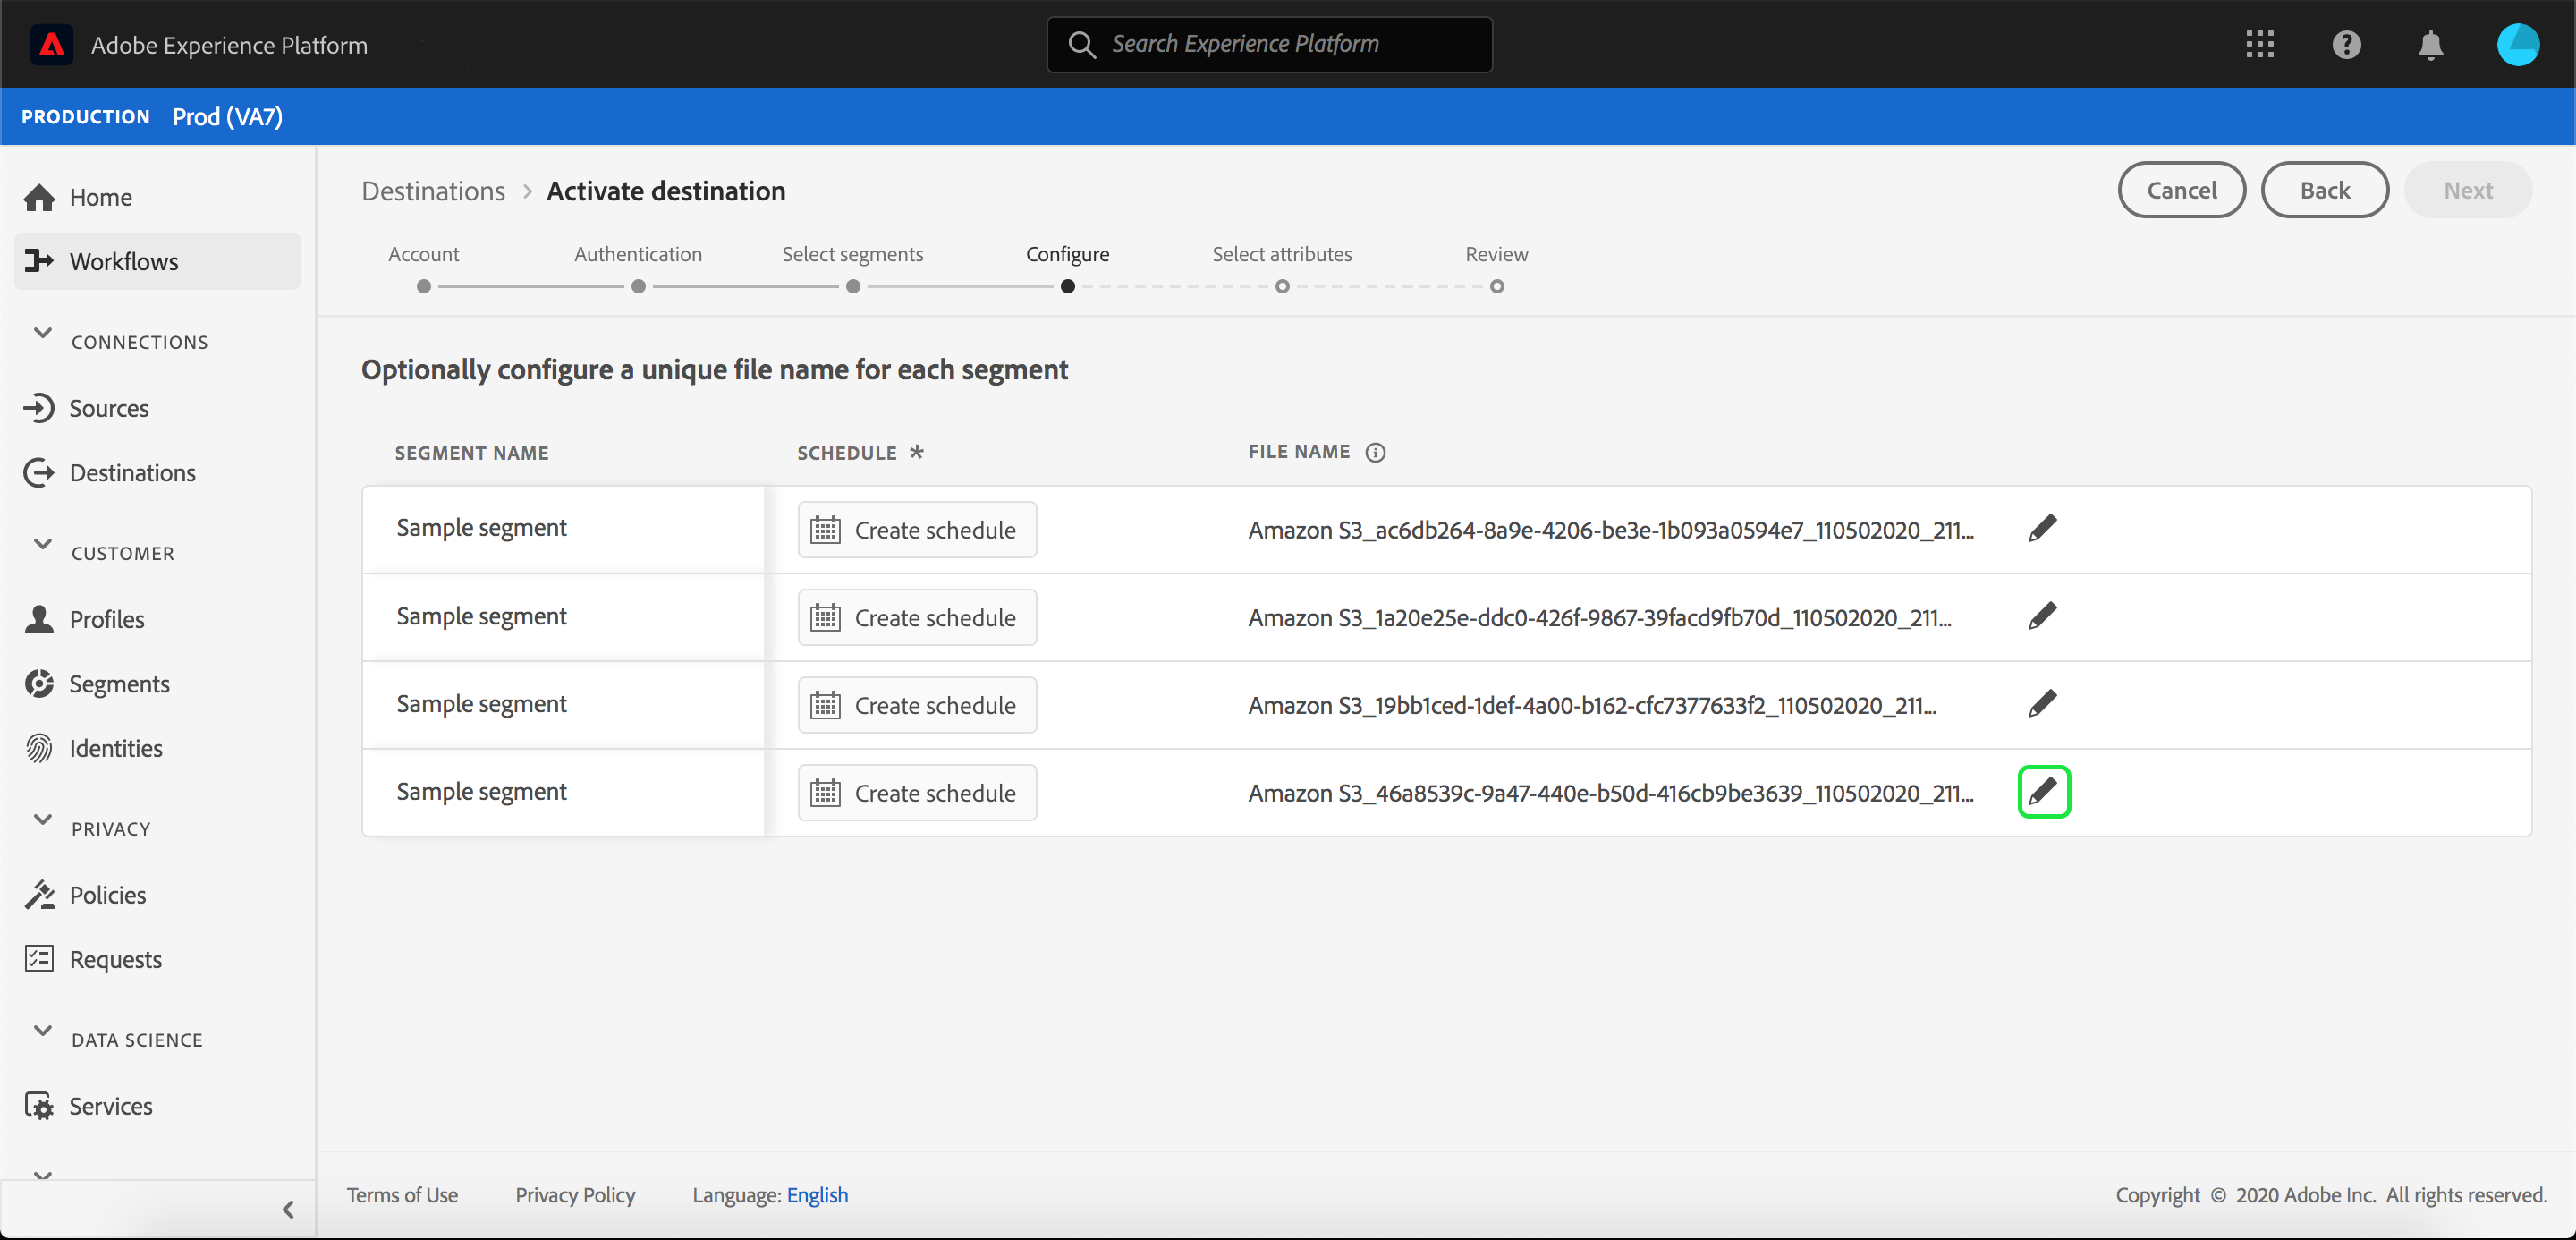 Adobe Experience Platform
Search Experience Platform
PRODUCTION Prod (VA7)
Home
Workflows
CONNECTIONS
Sources
Destinations
CUSTOMER
Profiles
Segments
Identities
PRIVACY
Policies
Requests
DATA SCIENCE
Services
Destinations > Activate destination
Cancel Back Next
Account Authentication Select segments Configure Select attributes Review
Optionally configure a unique file name for each segment
SEGMENT NAME SCHEDULE * FILE NAME
Sample segment Create schedule Amazon S3_ac6db264-8a9e-4206-be3e-1b093a0594e7_110502020_211...
Sample segment Create schedule Amazon S3_1a20e25e-ddc0-426f-9867-39facd9fb70d_110502020_211...
Sample segment Create schedule Amazon S3_19bb1ced-1def-4a00-b162-cfc7377633f2_110502020_211...
Sample segment Create schedule Amazon S3_46a8539c-9a47-440e-b50d-416cb9be3639_110502020_211...
Terms of Use Privacy Policy Language: English Copyright © 2020 Adobe Inc. All rights reserved.